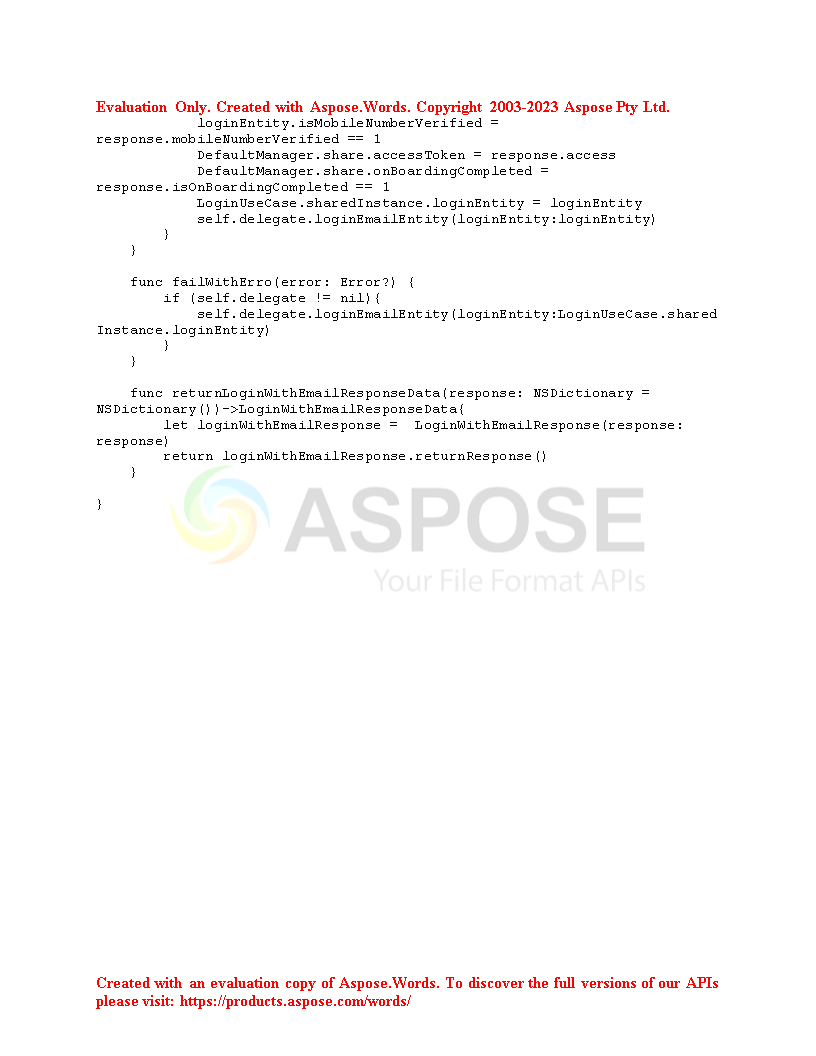 Evaluation Only. Created with Aspose.Words. Copyright 2003-2023 Aspose Pty Ltd.
            loginEntity.isMobileNumberVerified =
response.mobileNumberVerified == 1
            DefaultManager.share.accessToken = response.access
            DefaultManager.share.onBoardingCompleted =
response.isOnBoardingCompleted == 1
            LoginUseCase.sharedInstance.loginEntity = loginEntity
            self.delegate.loginEmailEntity(loginEntity:loginEntity)
        }
    }
    func failWithErro(error: Error?) {
        if (self.delegate != nil){
            self.delegate.loginEmailEntity(loginEntity:LoginUseCase.shared
Instance.loginEntity)
        }
    }
    func returnLoginWithEmailResponseData(response: NSDictionary =
NSDictionary())->LoginWithEmailResponseData{
        let loginWithEmailResponse =  LoginWithEmailResponse(response:
response)
        return loginWithEmailResponse.returnResponse()
    }
}
ASPOSE
Your File Format APIs
Created with an evaluation copy of Aspose.Words. To discover the full versions of our APIs
please visit: https://products.aspose.com/words/